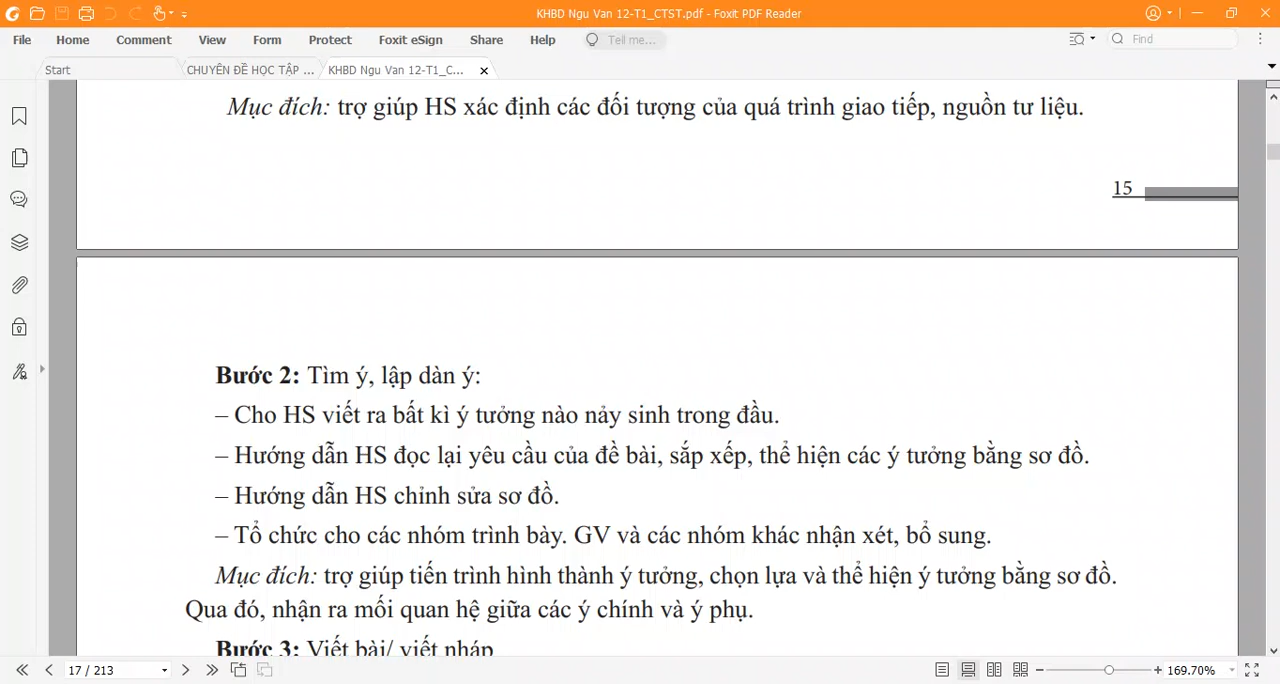 KHBD Ngu Van 12-T1_CTST.pdf - Foxit PDF Reader
File Home Comment View Form Protect Foxit eSign Share Help Tell me... Find
Start CHUYÊN ĐỀ HỌC TẬP ... KHBD Ngu Van 12-T1_C...
Mục đích: trợ giúp HS xác định các đối tượng của quá trình giao tiếp, nguồn tư liệu.
15
Bước 2: Tìm ý, lập dàn ý:
– Cho HS viết ra bất kì ý tưởng nào nảy sinh trong đầu.
– Hướng dẫn HS đọc lại yêu cầu của đề bài, sắp xếp, thể hiện các ý tưởng bằng sơ đồ.
– Hướng dẫn HS chỉnh sửa sơ đồ.
– Tổ chức cho các nhóm trình bày. GV và các nhóm khác nhận xét, bổ sung.
Mục đích: trợ giúp tiến trình hình thành ý tưởng, chọn lựa và thể hiện ý tưởng bằng sơ đồ.
Qua đó, nhận ra mối quan hệ giữa các ý chính và ý phụ.
Bước 3: Viết bài/ viết nháp
17 / 213 169.70%